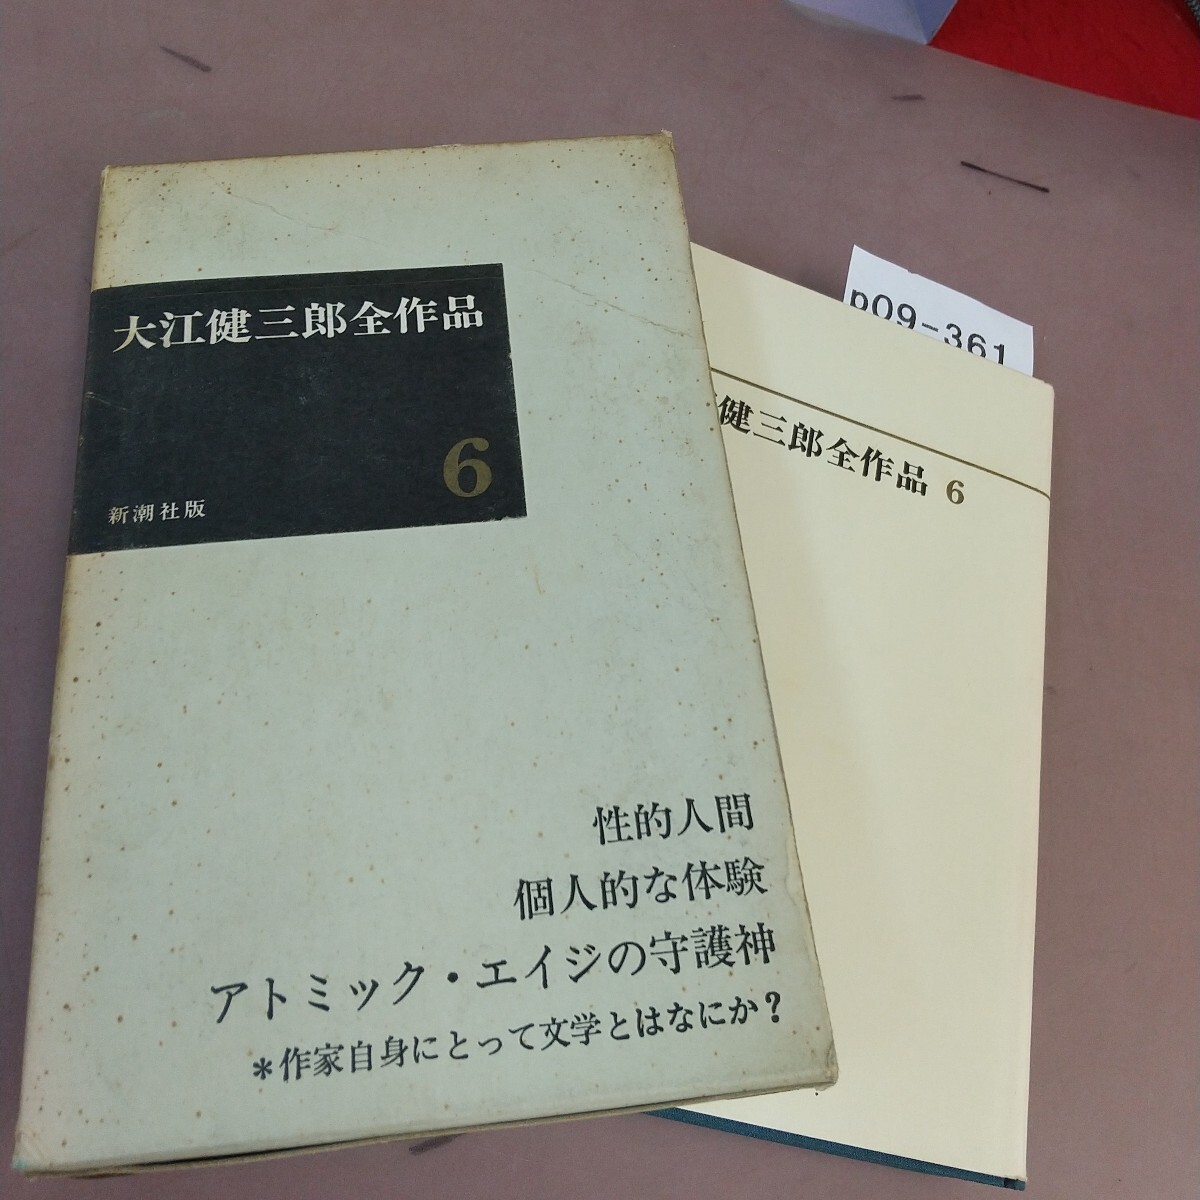 大江健三郎全作品
6
新潮社版
性的人間
個人的な体験
アトミック・エイジの守護神
*作家自身にとって文学とはなにか?
p09-361
健三郎全作品 6